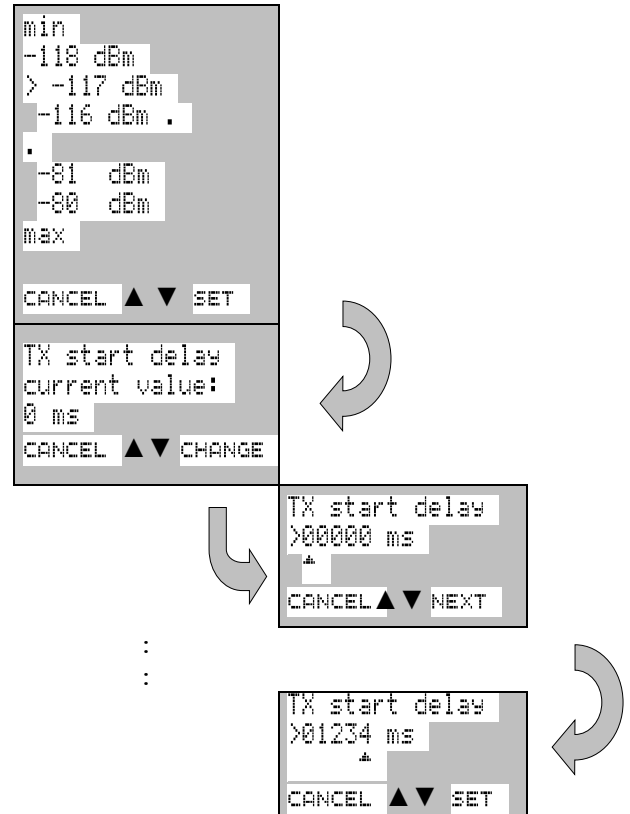 min
-118 dBm
> -117 dBm
-116 dBm .
.
-81 dBm
-80 dBm
max
CANCEL ▲ ▼ SET
TX start delay
current value:
0 ms
CANCEL ▲ ▼ CHANGE
TX start delay
>00000 ms
CANCEL ▲ ▼ NEXT
:
:
TX start delay
>01234 ms
CANCEL ▲ ▼ SET